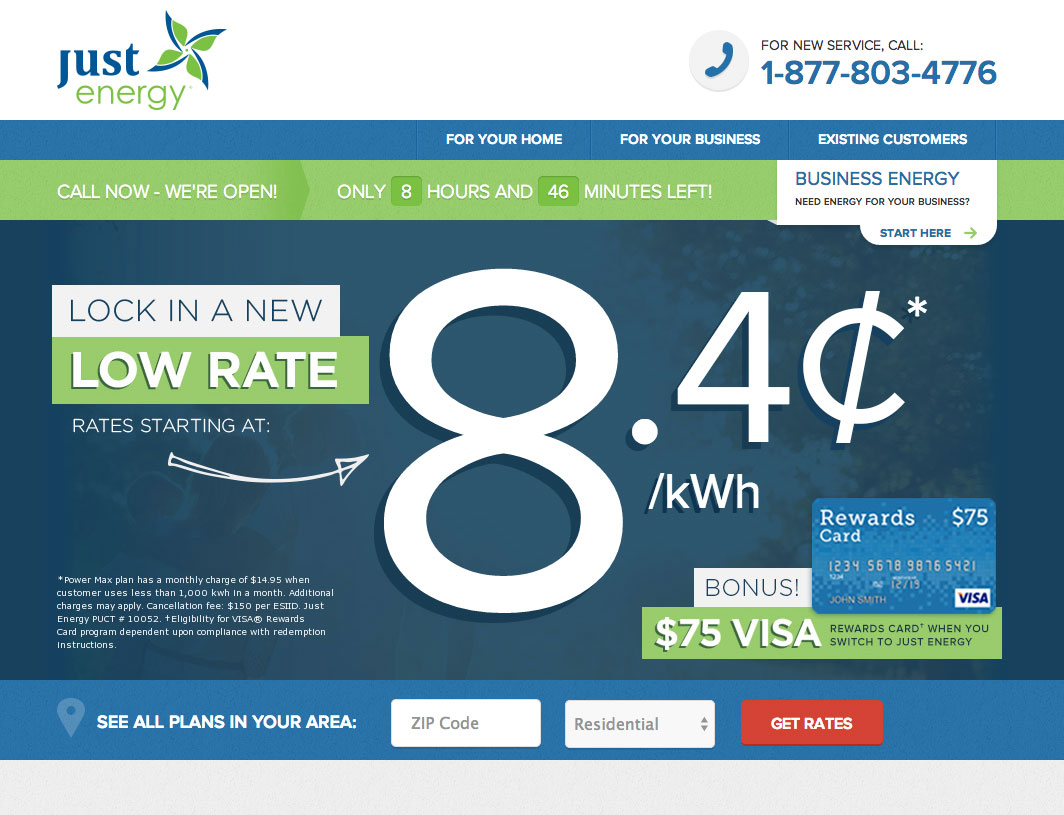 Just
energy
FOR NEW SERVICE, CALL:
1-877-803-4776
FOR YOUR HOME
FOR YOUR BUSINESS
EXISTING CUSTOMERS
CALL NOW - WE'RE OPEN!
ONLY 8 HOURS AND 46 MINUTES LEFT!
BUSINESS ENERGY
NEED ENERGY FOR YOUR BUSINESS?
START HERE
LOCK IN A NEW
LOW RATE
RATES STARTING AT:
8.4¢*
/kWh
*Power Max plan has a monthly charge of $14.95 when
customer uses less than 1,000 kwh in a month. Additional
charges may apply. Cancellation fee: $150 per ESIID. Just
Energy PUCT # 10052. †Eligibility for VISA® Rewards
Card program dependent upon compliance with redemption
instructions.
Rewards
Card
$75
1234 5678 9876 5421
1234
12/19
JOHN SMITH
VISA
BONUS!
$75 VISA
REWARDS CARD† WHEN YOU
SWITCH TO JUST ENERGY
SEE ALL PLANS IN YOUR AREA:
ZIP Code
Residential
GET RATES